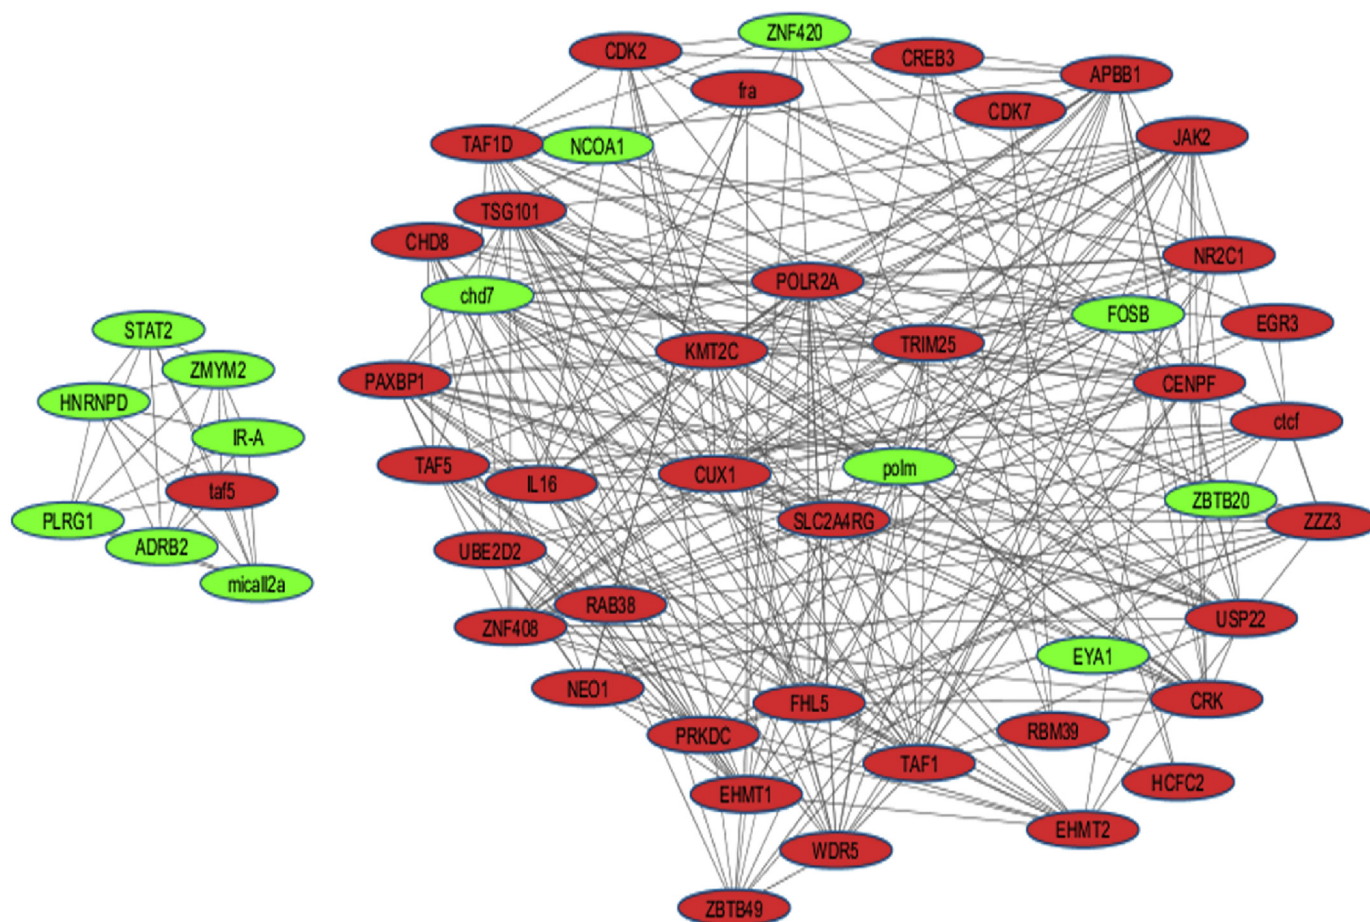 ZNF420
CDK2
CREB3
APBB1
fra
CDK7
TAF1D
NCOA1
JAK2
TSG101
CHD8
NR2C1
POLR2A
chd7
FOSB
EGR3
STAT2
KMT2C
TRIM25
ZMYM2
PAXBP1
CENPF
HNRNPD
ctcf
IR-A
TAF5
IL16
CUX1
polm
taf5
ZBTB20
PLRG1
SLC2A4RG
ZZZ3
ADRB2
UBE2D2
micall2a
RAB38
USP22
ZNF408
EYA1
NEO1
FHL5
CRK
PRKDC
RBM39
TAF1
HCFC2
EHMT1
EHMT2
WDR5
ZBTB49